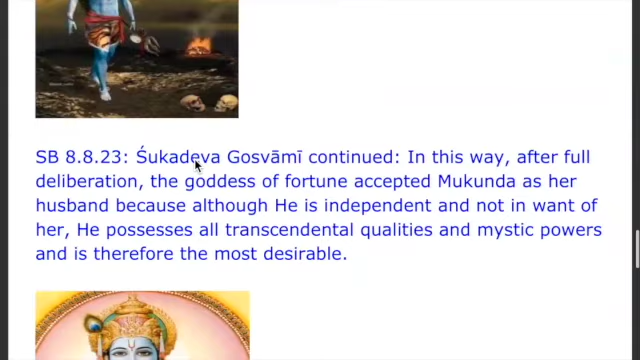 SB 8.8.23: Śukadeva Gosvāmī continued: In this way, after full
deliberation, the goddess of fortune accepted Mukunda as her
husband because although He is independent and not in want of
her, He possesses all transcendental qualities and mystic powers
and is therefore the most desirable.